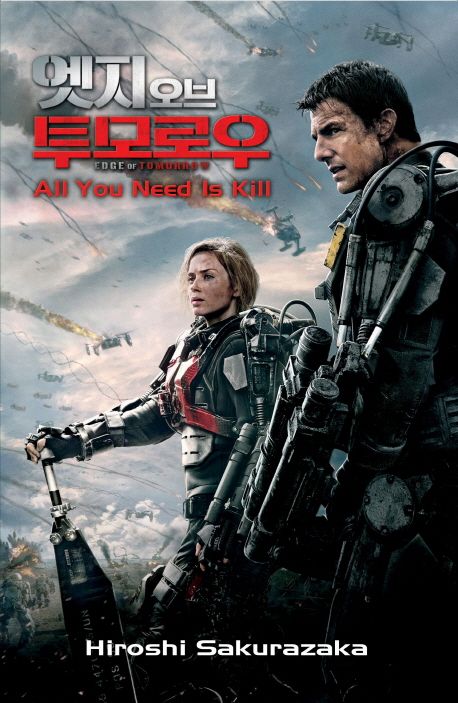 엣지 오브
투모로우
EDGE OF TOMORROW
All You Need Is Kill
Hiroshi Sakurazaka